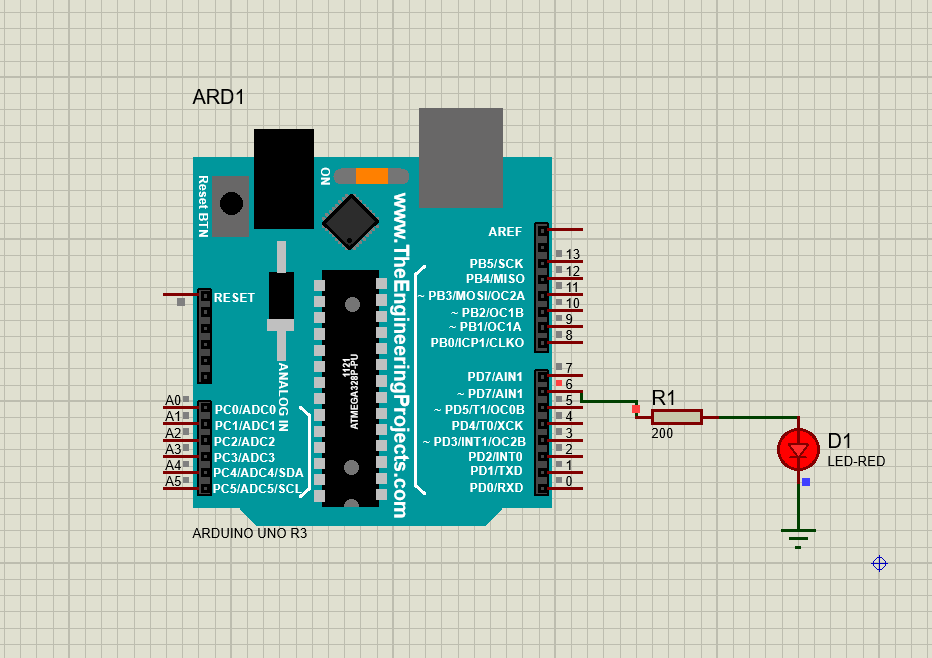 ARD1
Reset BTN
ON
www.TheEngineeringProjects.com
AREF
13
PB5/SCK
12
PB4/MISO
11
~ PB3/MOSI/OC2A
10
~ PB2/OC1B
9
~ PB1/OC1A
8
PB0/ICP1/CLKO
RESET
1121
ATMEGA328P-PU
ANALOG IN
7
PD7/AIN1
6
~ PD7/AIN1
5
~ PD5/T1/OC0B
4
PD4/T0/XCK
3
~ PD3/INT1/OC2B
2
PD2/INT0
1
PD1/TXD
0
PD0/RXD
A0
PC0/ADC0
A1
PC1/ADC1
A2
PC2/ADC2
A3
PC3/ADC3
A4
PC4/ADC4/SDA
A5
PC5/ADC5/SCL
ARDUINO UNO R3
R1
200
D1
LED-RED